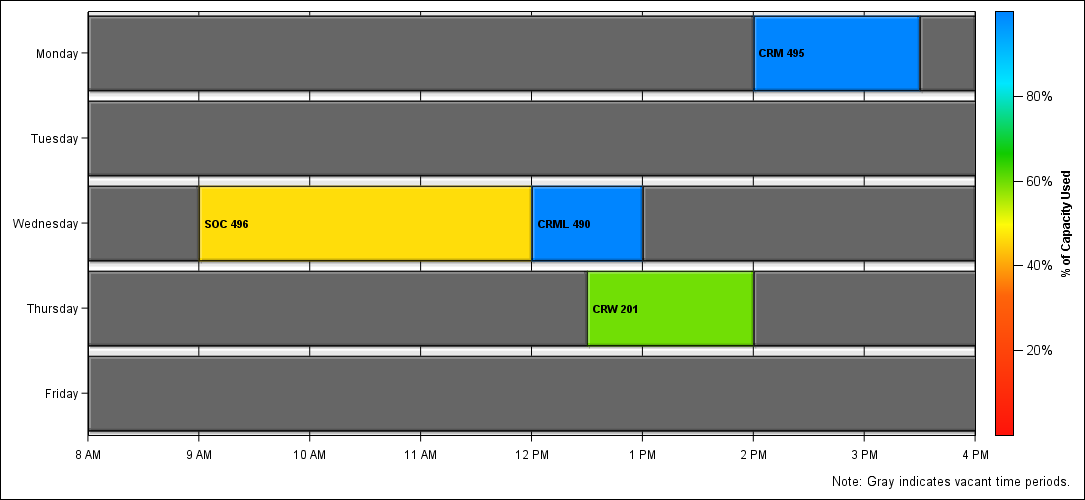 Monday
CRM 495
Tuesday
Wednesday
SOC 496
CRML 490
Thursday
CRW 201
Friday
8 AM 9 AM 10 AM 11 AM 12 PM 1 PM 2 PM 3 PM 4 PM
80%
60%
40%
20%
% of Capacity Used
Note: Gray indicates vacant time periods.